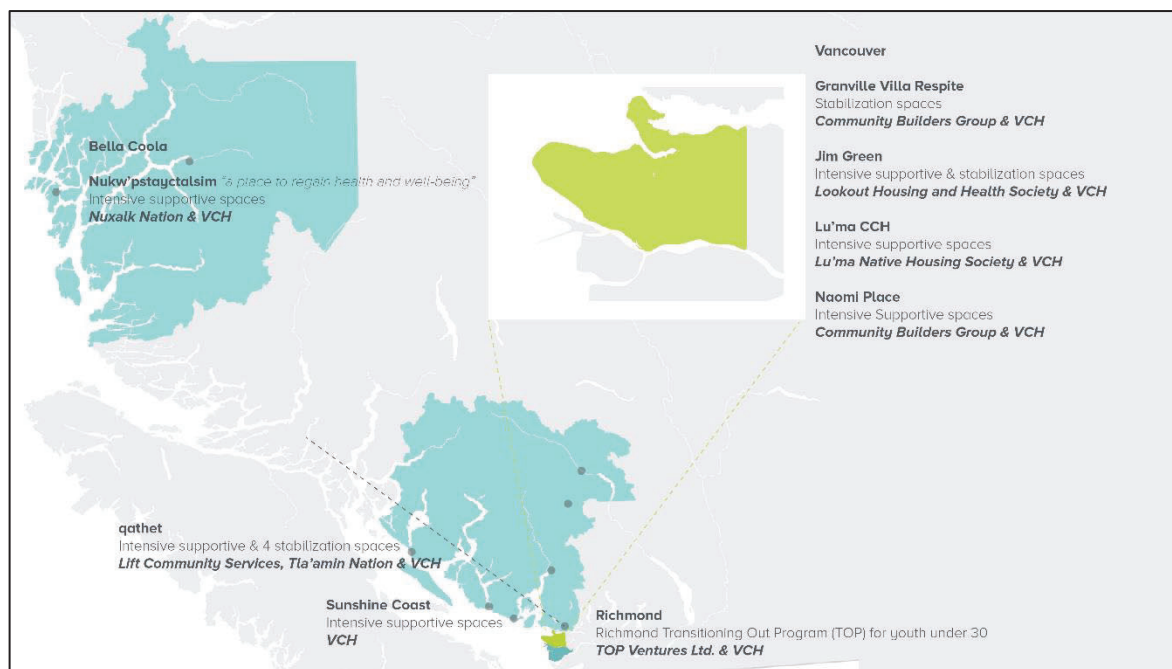 Bella Coola
Nukw'pstayctalsim "a place to regain health and well-being"
Intensive supportive spaces
Nuxalk Nation & VCH
Vancouver
Granville Villa Respite
Stabilization spaces
Community Builders Group & VCH
Jim Green
Intensive supportive & stabilization spaces
Lookout Housing and Health Society & VCH
Lu'ma CCH
Intensive supportive spaces
Lu'ma Native Housing Society & VCH
Naomi Place
Intensive Supportive spaces
Community Builders Group & VCH
qathet
Intensive supportive & 4 stabilization spaces
Lift Community Services, Tla'amin Nation & VCH
Sunshine Coast
Intensive supportive spaces
VCH
Richmond
Richmond Transitioning Out Program (TOP) for youth under 30
TOP Ventures Ltd. & VCH